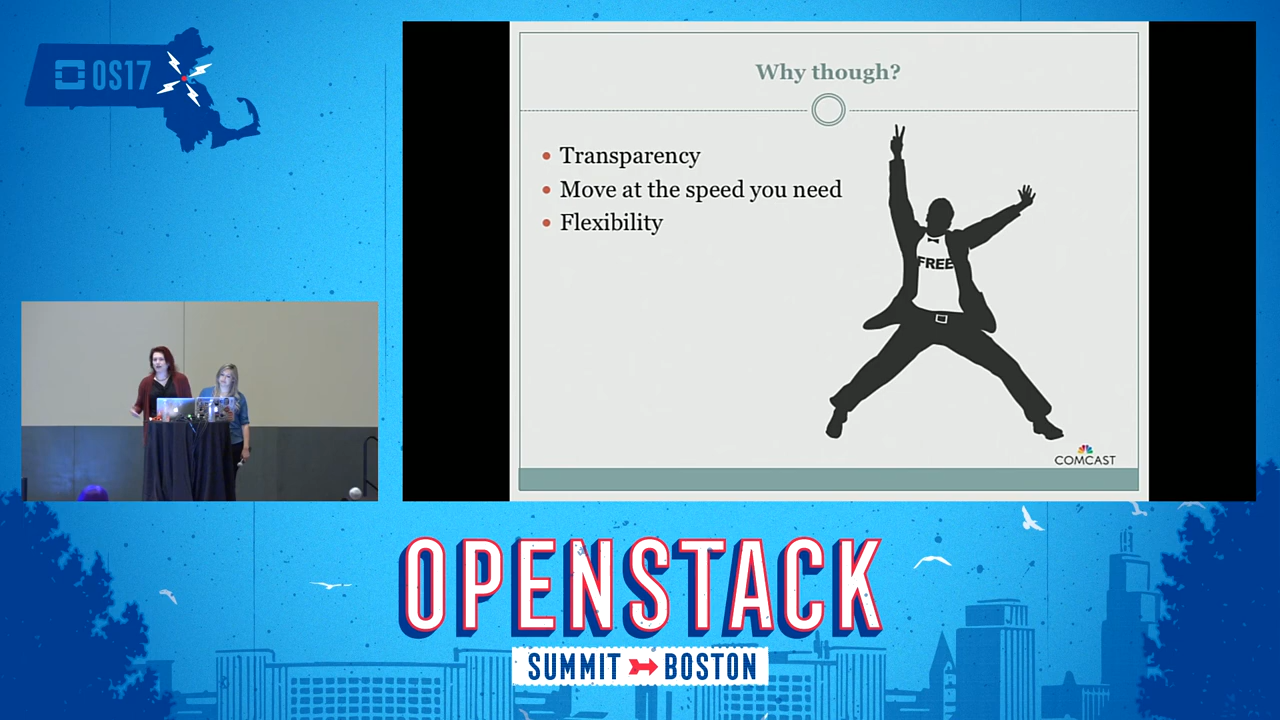 OS17
Why though?
Transparency
Move at the speed you need
Flexibility
FREE
COMCAST
OPENSTACK
SUMMIT BOSTON